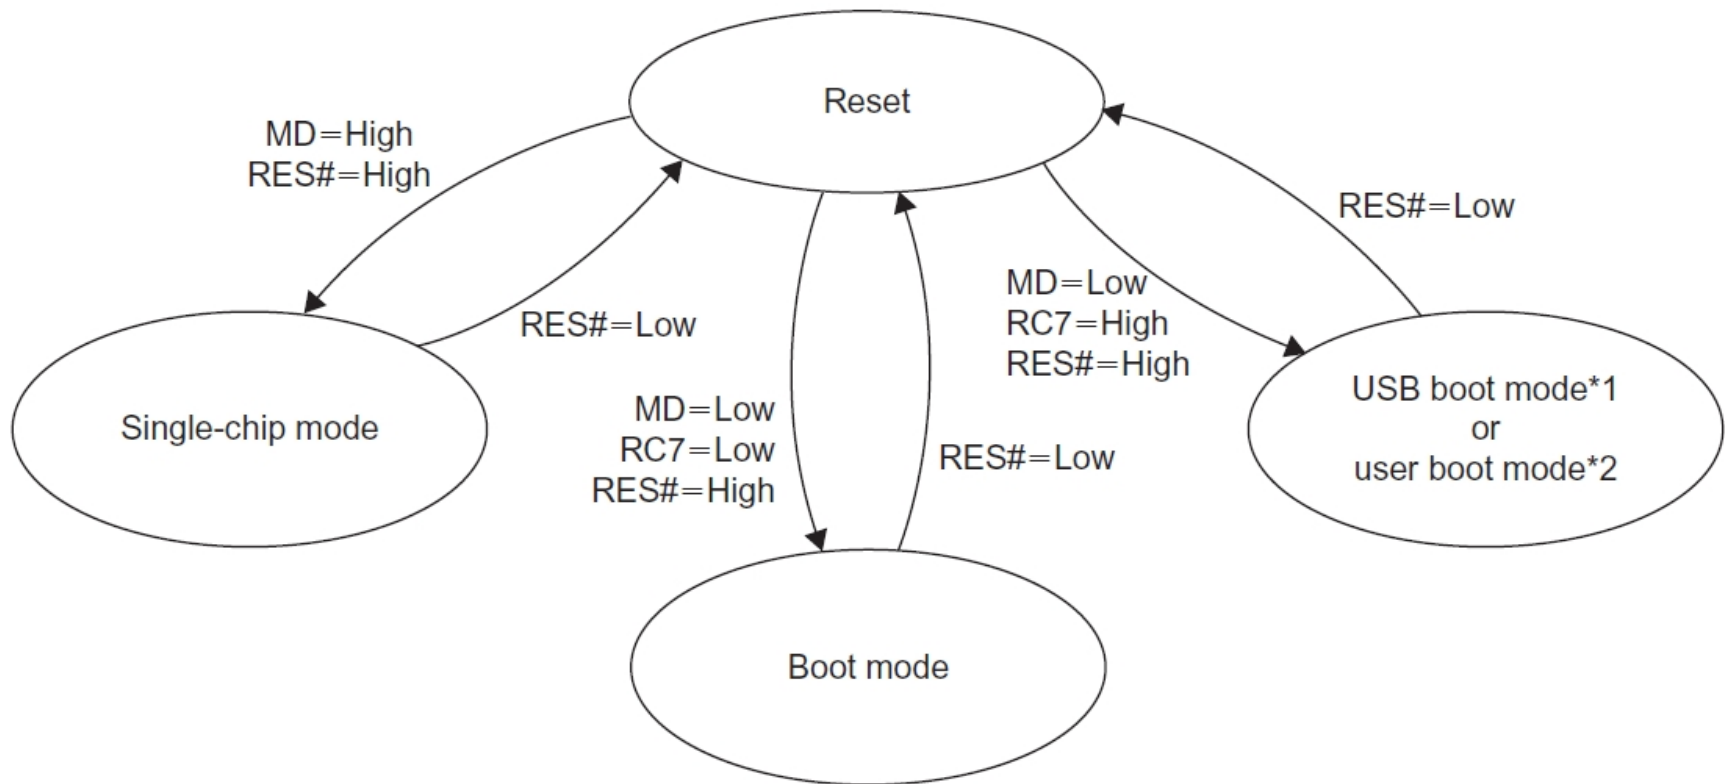 Reset
MD=High
RES#=High
RES#=Low
RES#=Low
MD=Low
RC7=High
RES#=High
Single-chip mode
MD=Low
RC7=Low
RES#=High
RES#=Low
USB boot mode*1
or
user boot mode*2
Boot mode